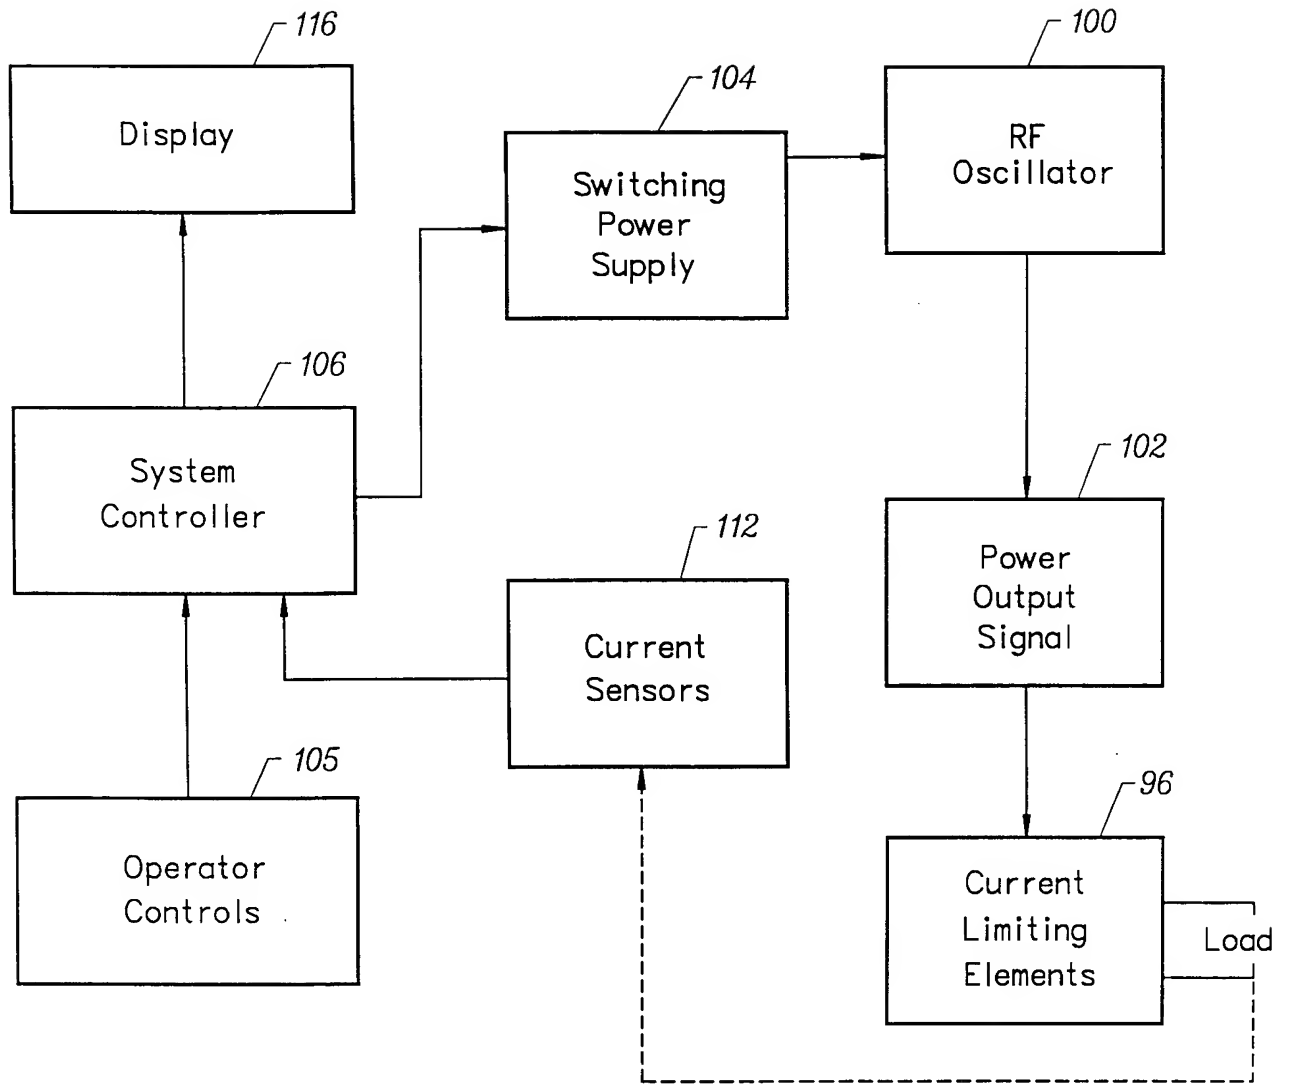 116
Display
104
Switching
Power
Supply
100
RF
Oscillator
106
System
Controller
102
Power
Output
Signal
112
Current
Sensors
105
Operator
Controls
96
Current
Limiting
Elements
Load